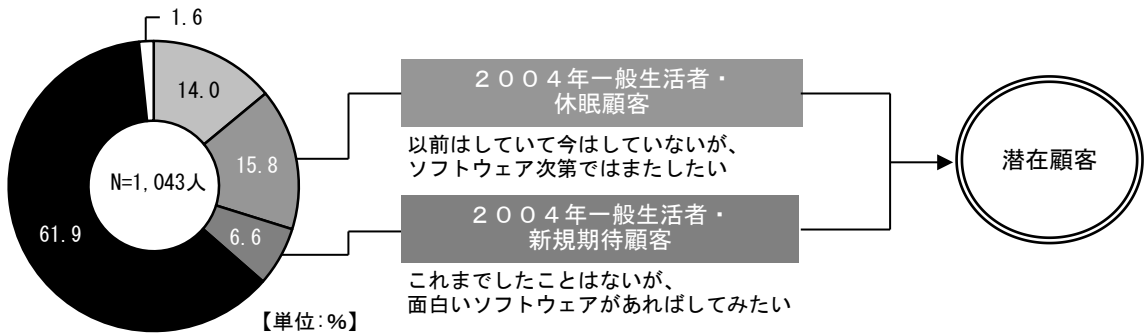 1.6
14.0
15.8
6.6
61.9
N=1,043人
【単位:%】
２００４年一般生活者・
休眠顧客
以前はしていて今はしていないが、
ソフトウェア次第ではまたしたい
２００４年一般生活者・
新規期待顧客
これまでしたことはないが、
面白いソフトウェアがあればしてみたい
潜在顧客